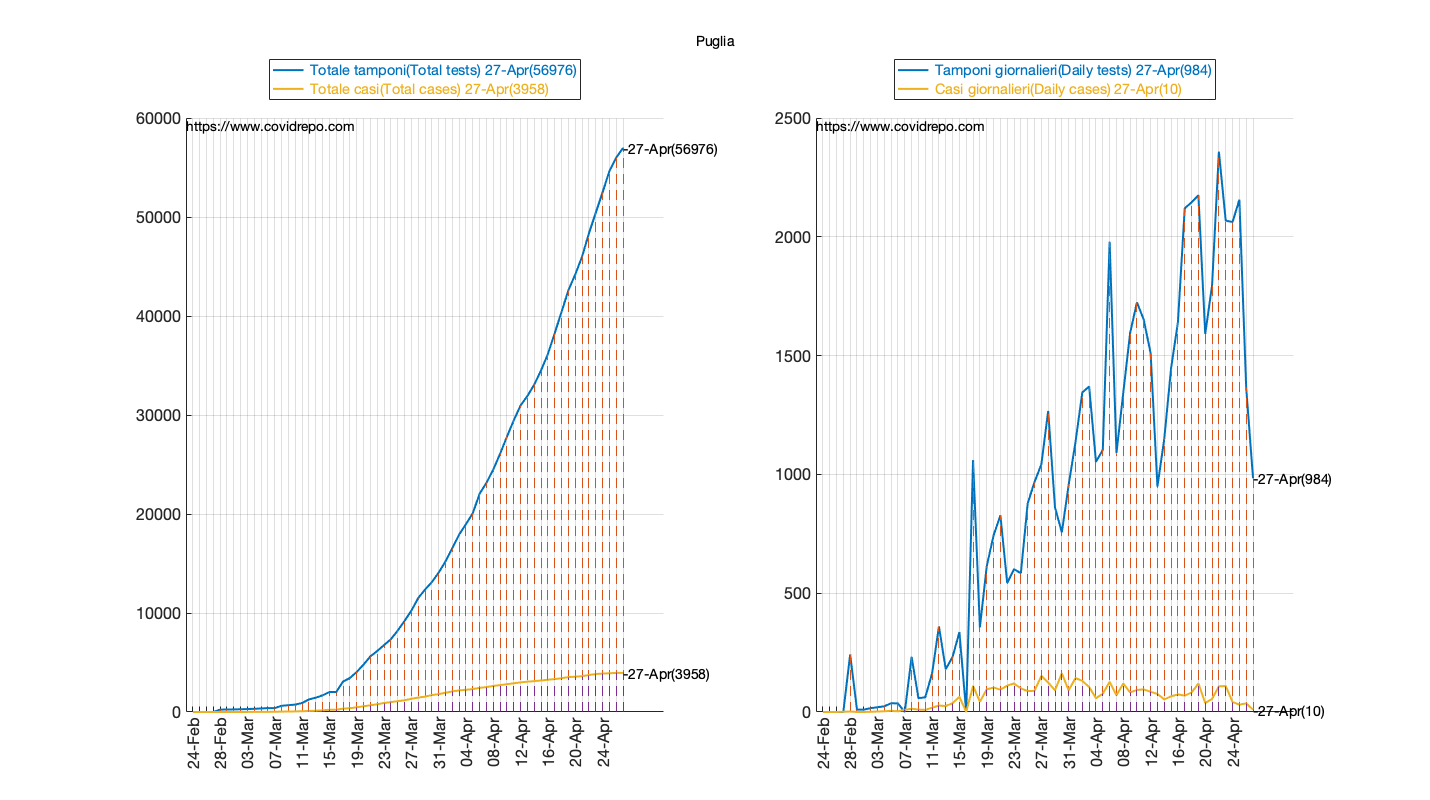 Puglia
Totale tamponi(Total tests) 27-Apr(56976)
Totale casi(Total cases) 27-Apr(3958)
https://www.covidrepo.com
60000
50000
40000
30000
20000
10000
0
27-Apr(56976)
27-Apr(3958)
24-Feb
28-Feb
03-Mar
07-Mar
11-Mar
15-Mar
19-Mar
23-Mar
27-Mar
31-Mar
04-Apr
08-Apr
12-Apr
16-Apr
20-Apr
24-Apr
Tamponi giornalieri(Daily tests) 27-Apr(984)
Casi giornalieri(Daily cases) 27-Apr(10)
https://www.covidrepo.com
2500
2000
1500
1000
500
0
27-Apr(984)
27-Apr(10)
24-Feb
28-Feb
03-Mar
07-Mar
11-Mar
15-Mar
19-Mar
23-Mar
27-Mar
31-Mar
04-Apr
08-Apr
12-Apr
16-Apr
20-Apr
24-Apr